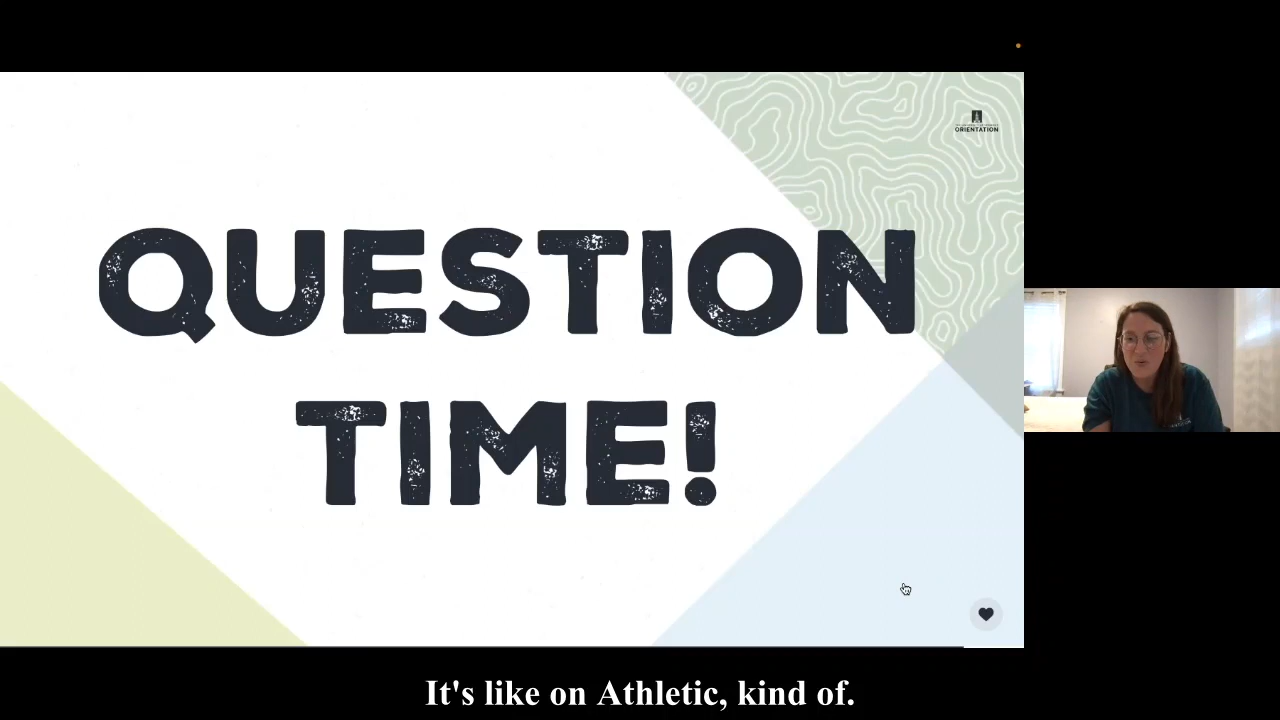 ORIENTATION
QUESTION
TIME!
It's like on Athletic, kind of.